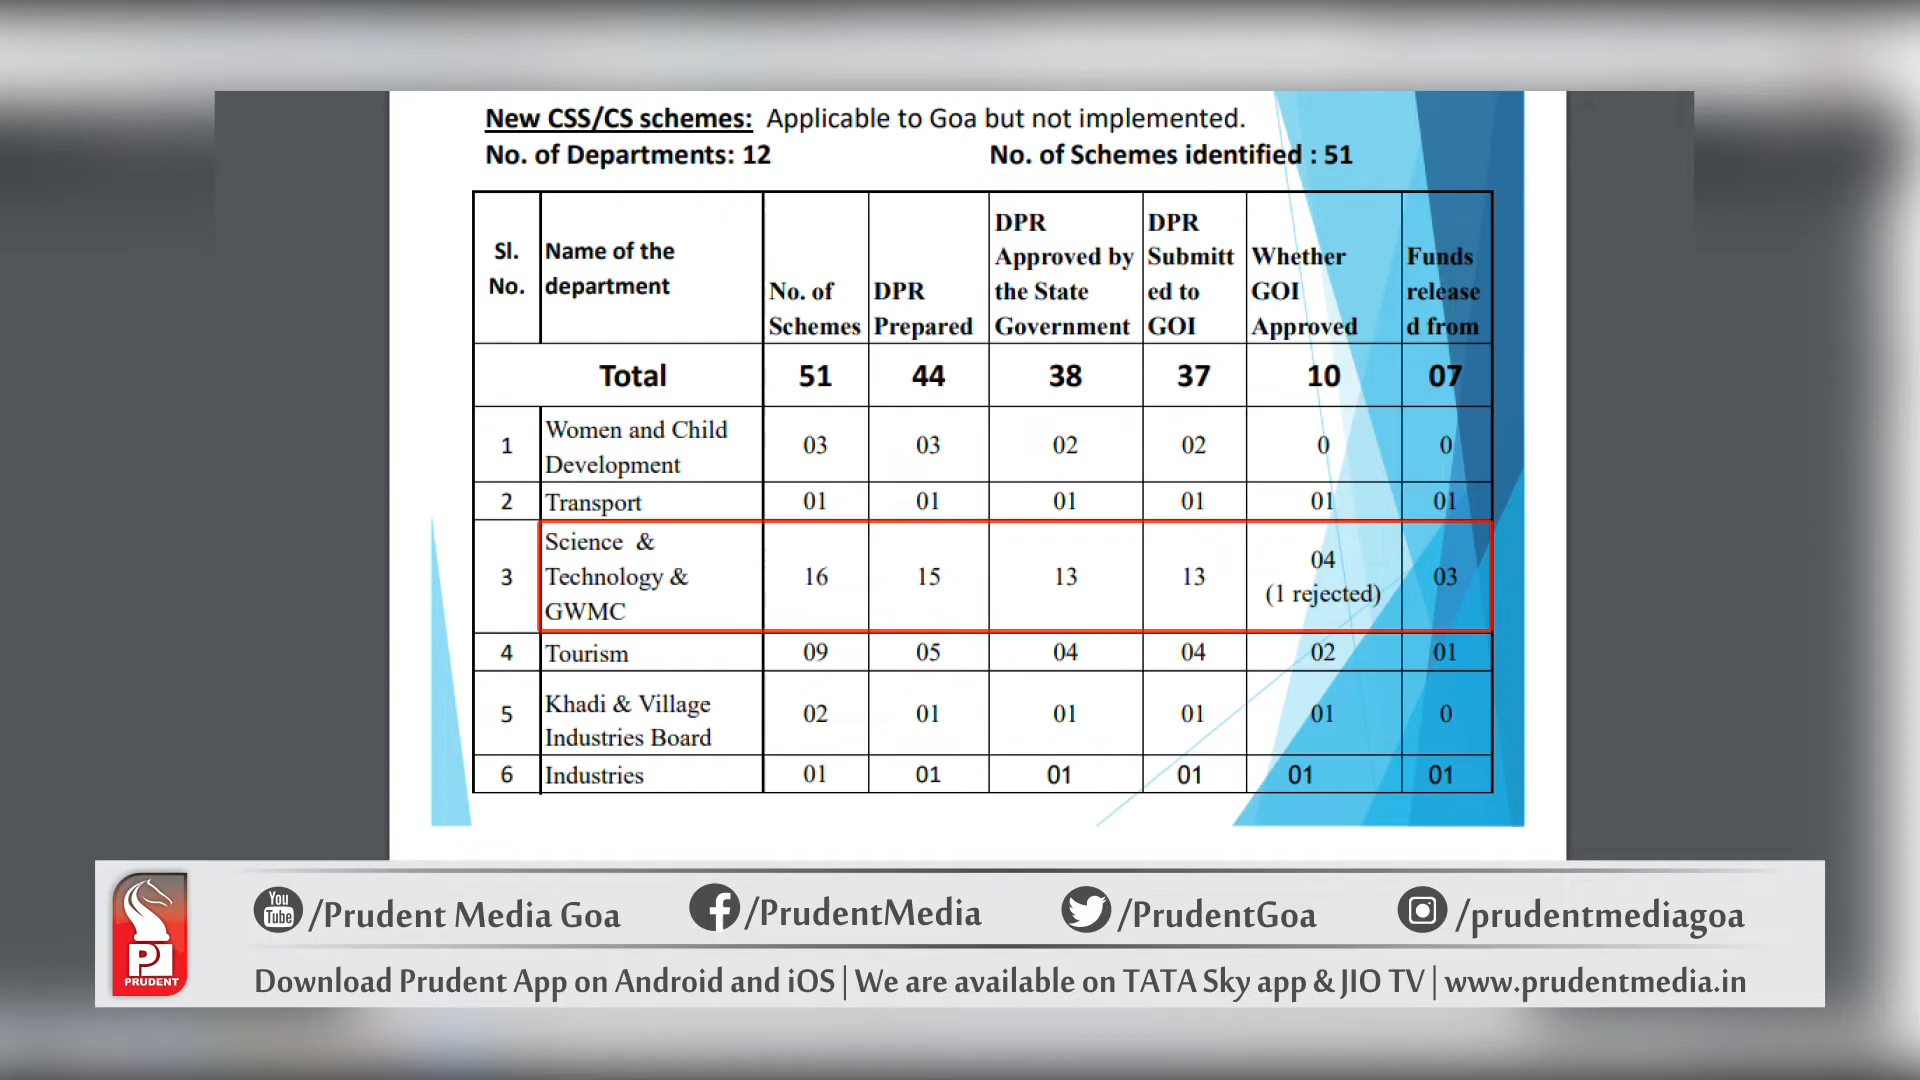 New CSS/CS schemes: Applicable to Goa but not implemented.
No. of Departments: 12 No. of Schemes identified : 51
Sl. No. Name of the department No. of Schemes DPR Prepared DPR Approved by the State Government DPR Submitt ed to GOI Whether GOI Approved Funds release d from
Total 51 44 38 37 10 07
1 Women and Child Development 03 03 02 02 0 0
2 Transport 01 01 01 01 01 01
3 Science & Technology & GWMC 16 15 13 13 04 (1 rejected) 03
4 Tourism 09 05 04 04 02 01
5 Khadi & Village Industries Board 02 01 01 01 01 0
6 Industries 01 01 01 01 01 01
PRUDENT
You Tube /Prudent Media Goa /PrudentMedia /PrudentGoa /prudentmediagoa
Download Prudent App on Android and iOS | We are available on TATA Sky app & JIO TV | www.prudentmedia.in